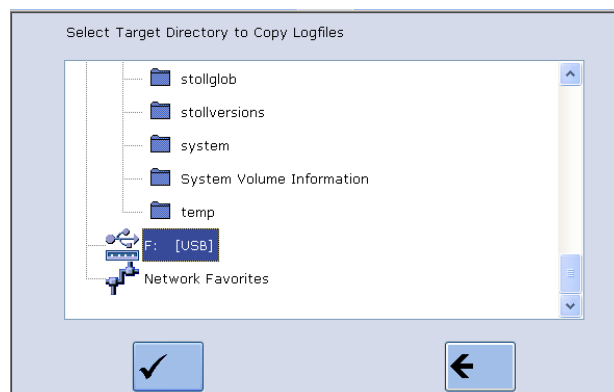 Select Target Directory to Copy Logfiles
stollglob
stollversions
system
System Volume Information
temp
F: [USB]
Network Favorites